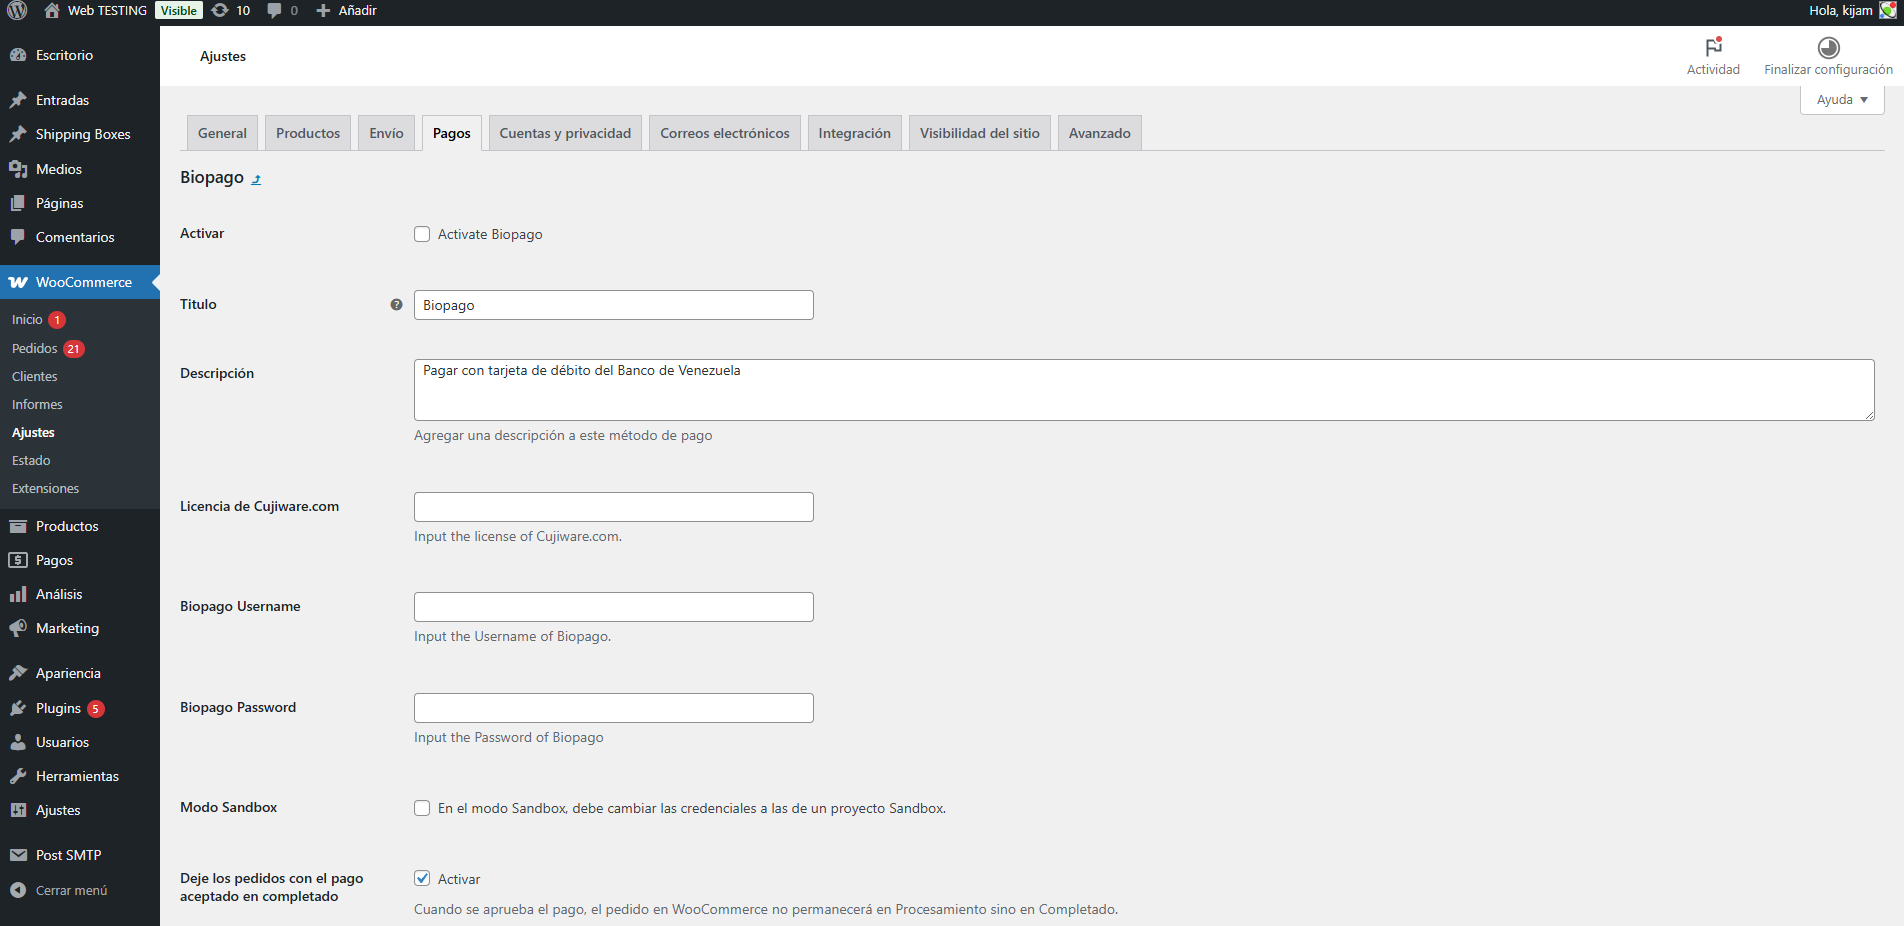 Web TESTING Visible 10 0 Añadir Hola, kijam
Escritorio
Entradas
Shipping Boxes
Medios
Páginas
Comentarios
WooCommerce
Inicio 1
Pedidos 21
Clientes
Informes
Ajustes
Estado
Extensiones
Productos
Pagos
Análisis
Marketing
Apariencia
Plugins 5
Usuarios
Herramientas
Ajustes
Post SMTP
Cerrar menú
Ajustes
Actividad Finalizar configuración
Ayuda ▼
General Productos Envío Pagos Cuentas y privacidad Correos electrónicos Integración Visibilidad del sitio Avanzado
Biopago ⤴
Activar Activate Biopago
Titulo ? Biopago
Descripción Pagar con tarjeta de débito del Banco de Venezuela
Agregar una descripción a este método de pago
Licencia de Cujiware.com
Input the license of Cujiware.com.
Biopago Username
Input the Username of Biopago.
Biopago Password
Input the Password of Biopago
Modo Sandbox En el modo Sandbox, debe cambiar las credenciales a las de un proyecto Sandbox.
Deje los pedidos con el pago
aceptado en completado
Activar
Cuando se aprueba el pago, el pedido en WooCommerce no permanecerá en Procesamiento sino en Completado.